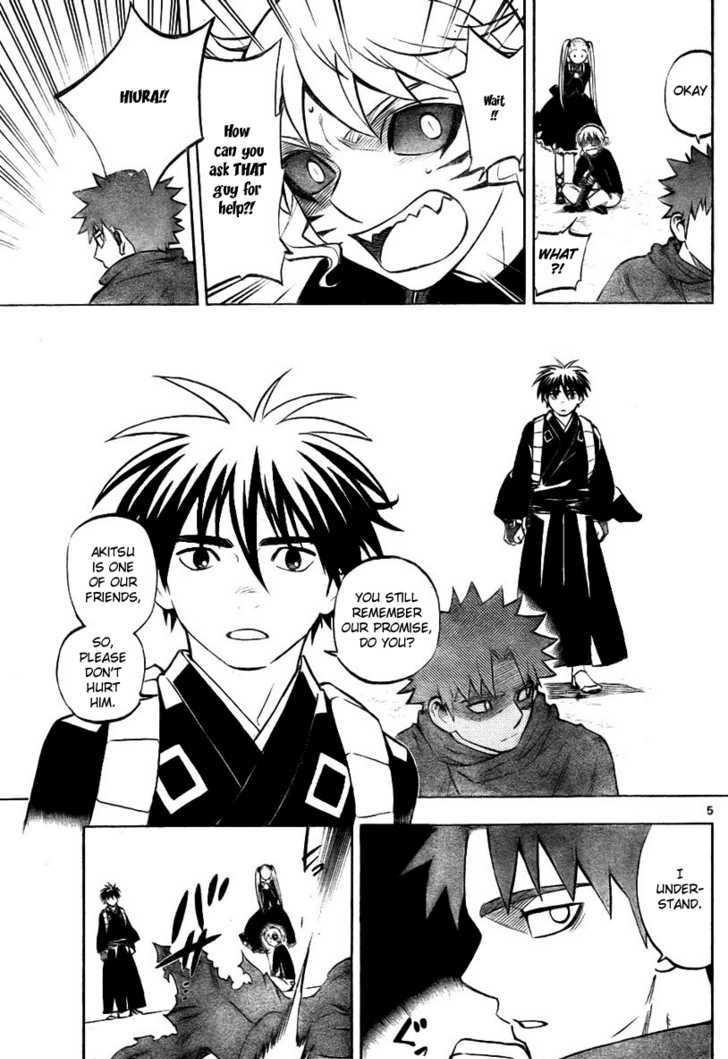 OKAY
WHAT
?!
Wait
!!
How
can you
ask THAT
guy for
help?!
HIURA!!
YOU STILL
REMEMBER
OUR PROMISE,
DO YOU?
AKITSU
IS ONE
OF OUR
FRIENDS,
SO,
PLEASE
DON'T
HURT
HIM.
5
I
UNDER-
STAND.